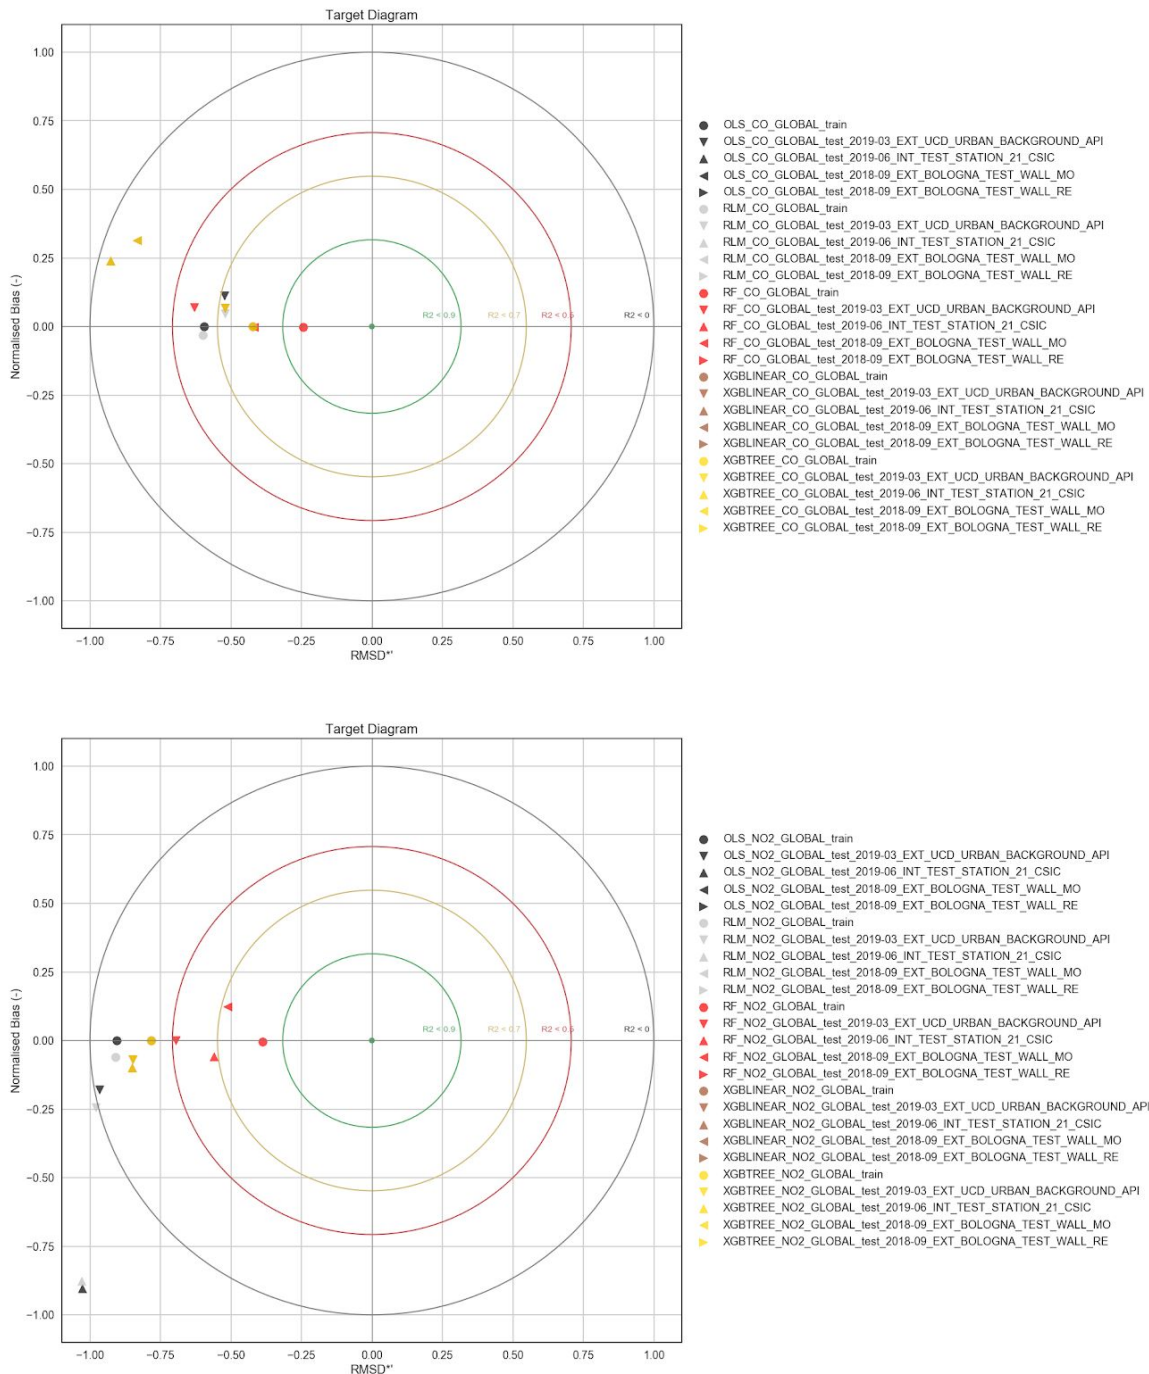 Target Diagram
1.00
0.75
0.50
0.25
0.00
−0.25
−0.50
−0.75
−1.00
Normalised Bias (-)
R2 < 0.9
R2 < 0.7
R2 < 0.5
R2 < 0
−1.00
−0.75
−0.50
−0.25
0.00
0.25
0.50
0.75
1.00
RMSD*'
OLS_CO_GLOBAL_train
OLS_CO_GLOBAL_test_2019-03_EXT_UCD_URBAN_BACKGROUND_API
OLS_CO_GLOBAL_test_2019-06_INT_TEST_STATION_21_CSIC
OLS_CO_GLOBAL_test_2018-09_EXT_BOLOGNA_TEST_WALL_MO
OLS_CO_GLOBAL_test_2018-09_EXT_BOLOGNA_TEST_WALL_RE
RLM_CO_GLOBAL_train
RLM_CO_GLOBAL_test_2019-03_EXT_UCD_URBAN_BACKGROUND_API
RLM_CO_GLOBAL_test_2019-06_INT_TEST_STATION_21_CSIC
RLM_CO_GLOBAL_test_2018-09_EXT_BOLOGNA_TEST_WALL_MO
RLM_CO_GLOBAL_test_2018-09_EXT_BOLOGNA_TEST_WALL_RE
RF_CO_GLOBAL_train
RF_CO_GLOBAL_test_2019-03_EXT_UCD_URBAN_BACKGROUND_API
RF_CO_GLOBAL_test_2019-06_INT_TEST_STATION_21_CSIC
RF_CO_GLOBAL_test_2018-09_EXT_BOLOGNA_TEST_WALL_MO
RF_CO_GLOBAL_test_2018-09_EXT_BOLOGNA_TEST_WALL_RE
XGBLINEAR_CO_GLOBAL_train
XGBLINEAR_CO_GLOBAL_test_2019-03_EXT_UCD_URBAN_BACKGROUND_API
XGBLINEAR_CO_GLOBAL_test_2019-06_INT_TEST_STATION_21_CSIC
XGBLINEAR_CO_GLOBAL_test_2018-09_EXT_BOLOGNA_TEST_WALL_MO
XGBLINEAR_CO_GLOBAL_test_2018-09_EXT_BOLOGNA_TEST_WALL_RE
XGBTREE_CO_GLOBAL_train
XGBTREE_CO_GLOBAL_test_2019-03_EXT_UCD_URBAN_BACKGROUND_API
XGBTREE_CO_GLOBAL_test_2019-06_INT_TEST_STATION_21_CSIC
XGBTREE_CO_GLOBAL_test_2018-09_EXT_BOLOGNA_TEST_WALL_MO
XGBTREE_CO_GLOBAL_test_2018-09_EXT_BOLOGNA_TEST_WALL_RE
Target Diagram
1.00
0.75
0.50
0.25
0.00
−0.25
−0.50
−0.75
−1.00
Normalised Bias (-)
R2 < 0.9
R2 < 0.7
R2 < 0.5
R2 < 0
−1.00
−0.75
−0.50
−0.25
0.00
0.25
0.50
0.75
1.00
RMSD*'
OLS_NO2_GLOBAL_train
OLS_NO2_GLOBAL_test_2019-03_EXT_UCD_URBAN_BACKGROUND_API
OLS_NO2_GLOBAL_test_2019-06_INT_TEST_STATION_21_CSIC
OLS_NO2_GLOBAL_test_2018-09_EXT_BOLOGNA_TEST_WALL_MO
OLS_NO2_GLOBAL_test_2018-09_EXT_BOLOGNA_TEST_WALL_RE
RLM_NO2_GLOBAL_train
RLM_NO2_GLOBAL_test_2019-03_EXT_UCD_URBAN_BACKGROUND_API
RLM_NO2_GLOBAL_test_2019-06_INT_TEST_STATION_21_CSIC
RLM_NO2_GLOBAL_test_2018-09_EXT_BOLOGNA_TEST_WALL_MO
RLM_NO2_GLOBAL_test_2018-09_EXT_BOLOGNA_TEST_WALL_RE
RF_NO2_GLOBAL_train
RF_NO2_GLOBAL_test_2019-03_EXT_UCD_URBAN_BACKGROUND_API
RF_NO2_GLOBAL_test_2019-06_INT_TEST_STATION_21_CSIC
RF_NO2_GLOBAL_test_2018-09_EXT_BOLOGNA_TEST_WALL_MO
RF_NO2_GLOBAL_test_2018-09_EXT_BOLOGNA_TEST_WALL_RE
XGBLINEAR_NO2_GLOBAL_train
XGBLINEAR_NO2_GLOBAL_test_2019-03_EXT_UCD_URBAN_BACKGROUND_API
XGBLINEAR_NO2_GLOBAL_test_2019-06_INT_TEST_STATION_21_CSIC
XGBLINEAR_NO2_GLOBAL_test_2018-09_EXT_BOLOGNA_TEST_WALL_MO
XGBLINEAR_NO2_GLOBAL_test_2018-09_EXT_BOLOGNA_TEST_WALL_RE
XGBTREE_NO2_GLOBAL_train
XGBTREE_NO2_GLOBAL_test_2019-03_EXT_UCD_URBAN_BACKGROUND_API
XGBTREE_NO2_GLOBAL_test_2019-06_INT_TEST_STATION_21_CSIC
XGBTREE_NO2_GLOBAL_test_2018-09_EXT_BOLOGNA_TEST_WALL_MO
XGBTREE_NO2_GLOBAL_test_2018-09_EXT_BOLOGNA_TEST_WALL_RE